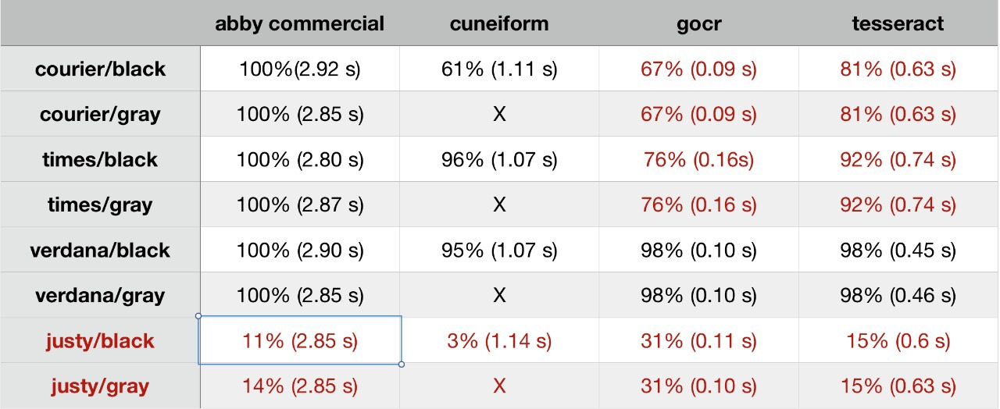 abby commercial cuneiform gocr tesseract
courier/black 100%(2.92 s) 61% (1.11 s) 67% (0.09 s) 81% (0.63 s)
courier/gray 100% (2.85 s) X 67% (0.09 s) 81% (0.63 s)
times/black 100% (2.80 s) 96% (1.07 s) 76% (0.16s) 92% (0.74 s)
times/gray 100% (2.87 s) X 76% (0.16 s) 92% (0.74 s)
verdana/black 100% (2.90 s) 95% (1.07 s) 98% (0.10 s) 98% (0.45 s)
verdana/gray 100% (2.85 s) X 98% (0.10 s) 98% (0.46 s)
justy/black 11% (2.85 s) 3% (1.14 s) 31% (0.11 s) 15% (0.6 s)
justy/gray 14% (2.85 s) X 31% (0.10 s) 15% (0.63 s)